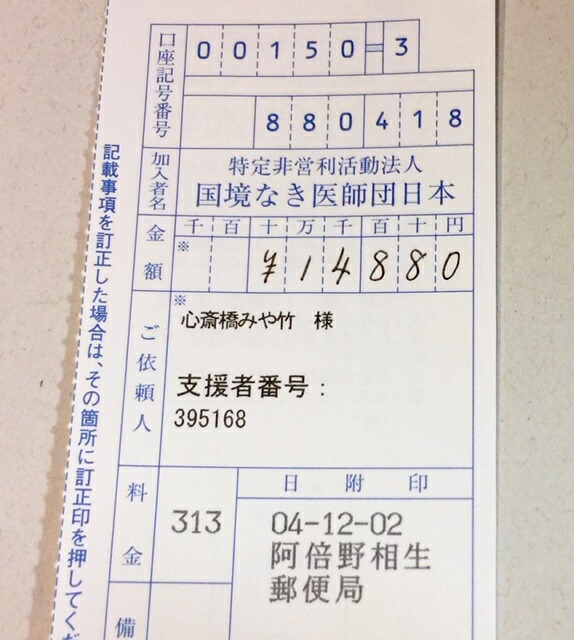 口座記号番号
00150=3
880418
加入者名
特定非営利活動法人
国境なき医師団日本
金額
千百十万千百十円
※
¥14880
ご依頼人
※
心斎橋みや竹 様
支援者番号:
395168
料金
313
日附印
04-12-02
阿倍野相生
郵便局
備
記載事項を訂正した場合は、その箇所に訂正印を押してくだ